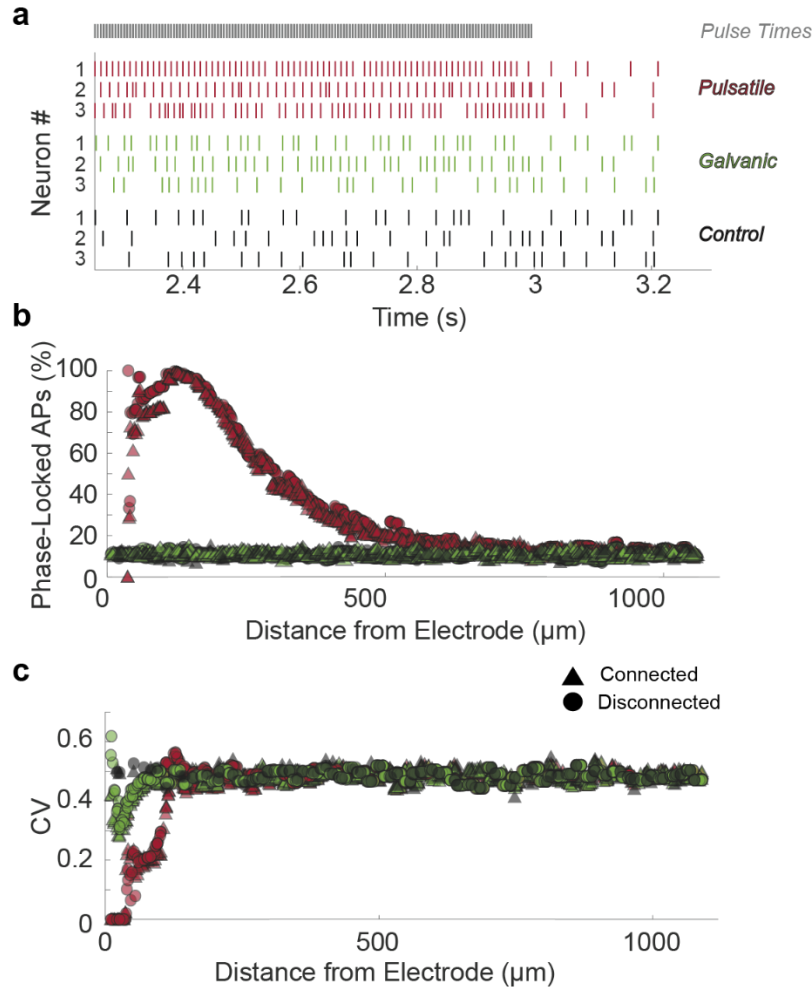 a
Pulse Times
1
2
3
Pulsatile
1
2
3
Galvanic
1
2
3
Control
Neuron #
2.4 2.6 2.8 3 3.2
Time (s)
b
100
80
60
40
20
0
Phase-Locked APs (%)
0 500 1000
Distance from Electrode (µm)
c
Connected
Disconnected
0.6
0.4
0.2
0
CV
0 500 1000
Distance from Electrode (µm)